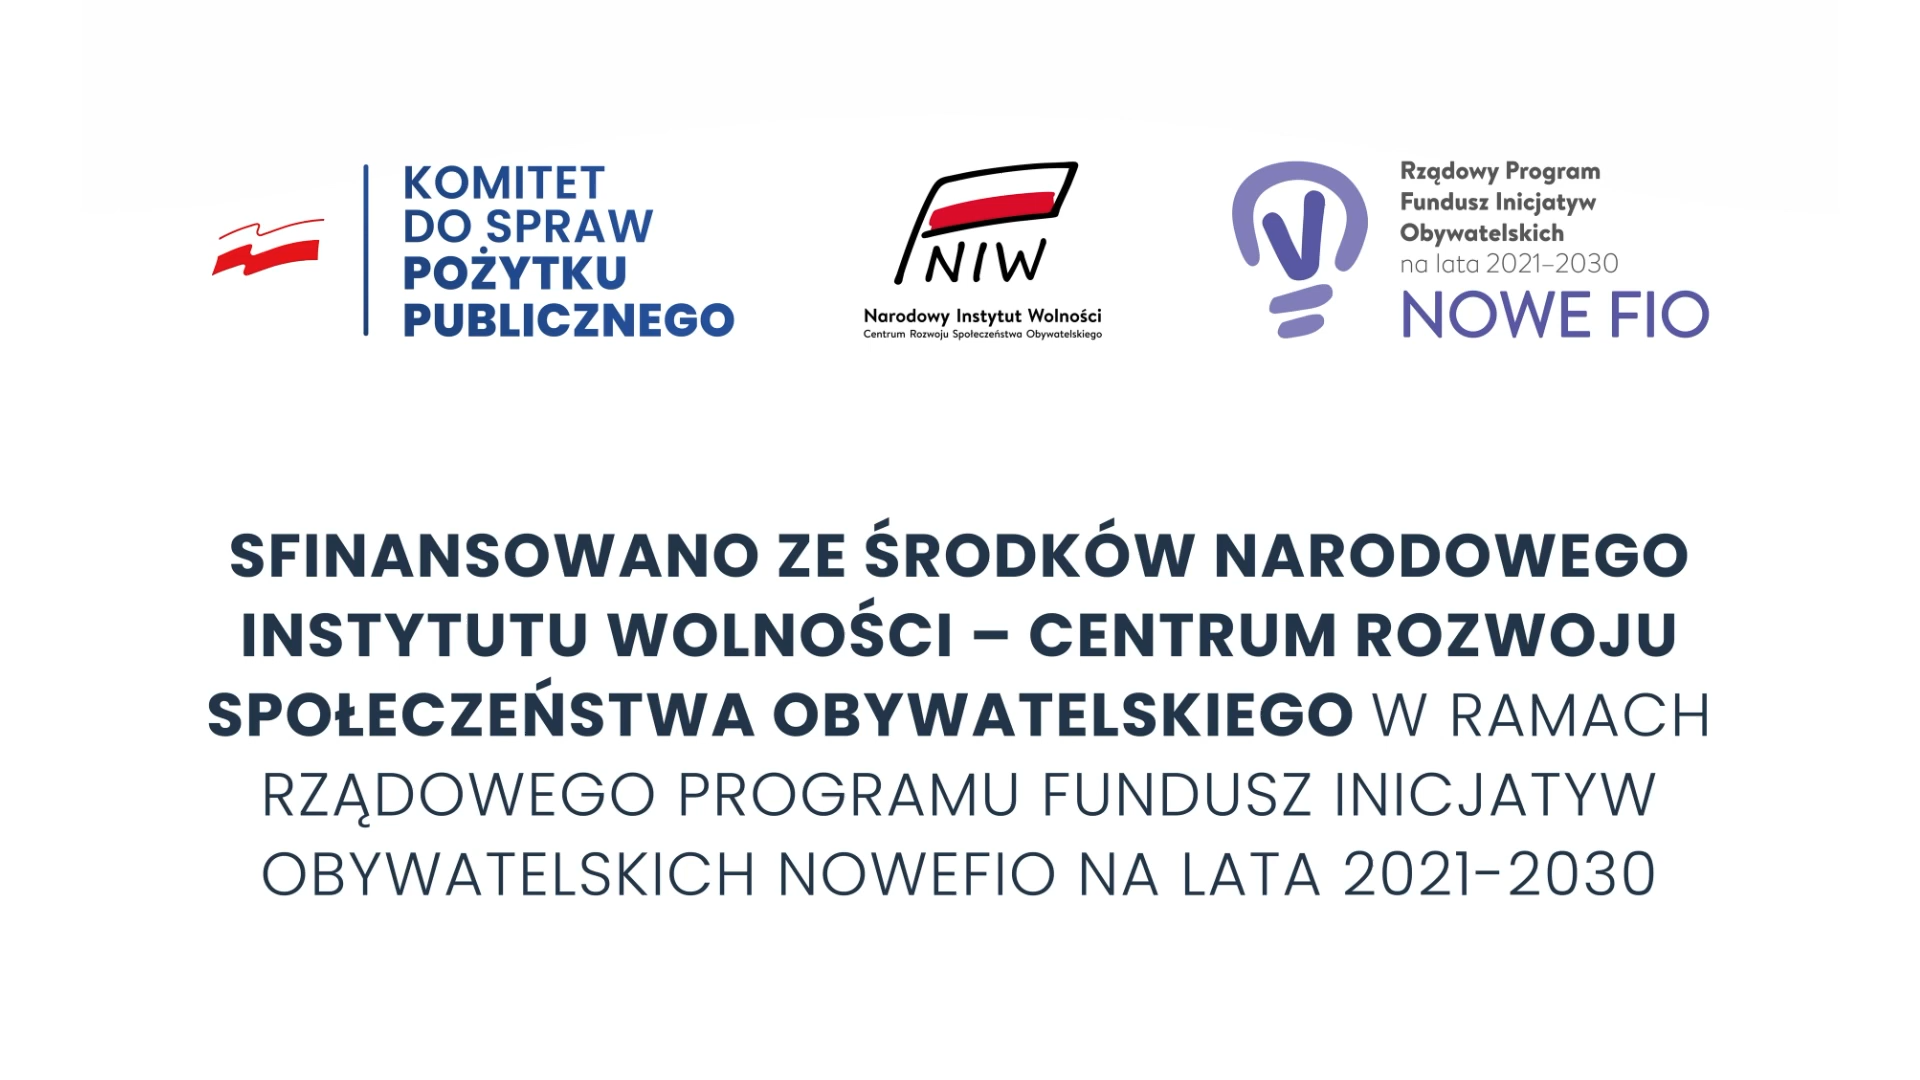 KOMITET
DO SPRAW
POŻYTKU
PUBLICZNEGO
NIW
Narodowy Instytut Wolności
Centrum Rozwoju Społeczeństwa Obywatelskiego
Rządowy Program
Fundusz Inicjatyw
Obywatelskich
na lata 2021–2030
NOWE FIO
SFINANSOWANO ZE ŚRODKÓW NARODOWEGO
INSTYTUTU WOLNOŚCI – CENTRUM ROZWOJU
SPOŁECZEŃSTWA OBYWATELSKIEGO W RAMACH
RZĄDOWEGO PROGRAMU FUNDUSZ INICJATYW
OBYWATELSKICH NOWEFIO NA LATA 2021-2030